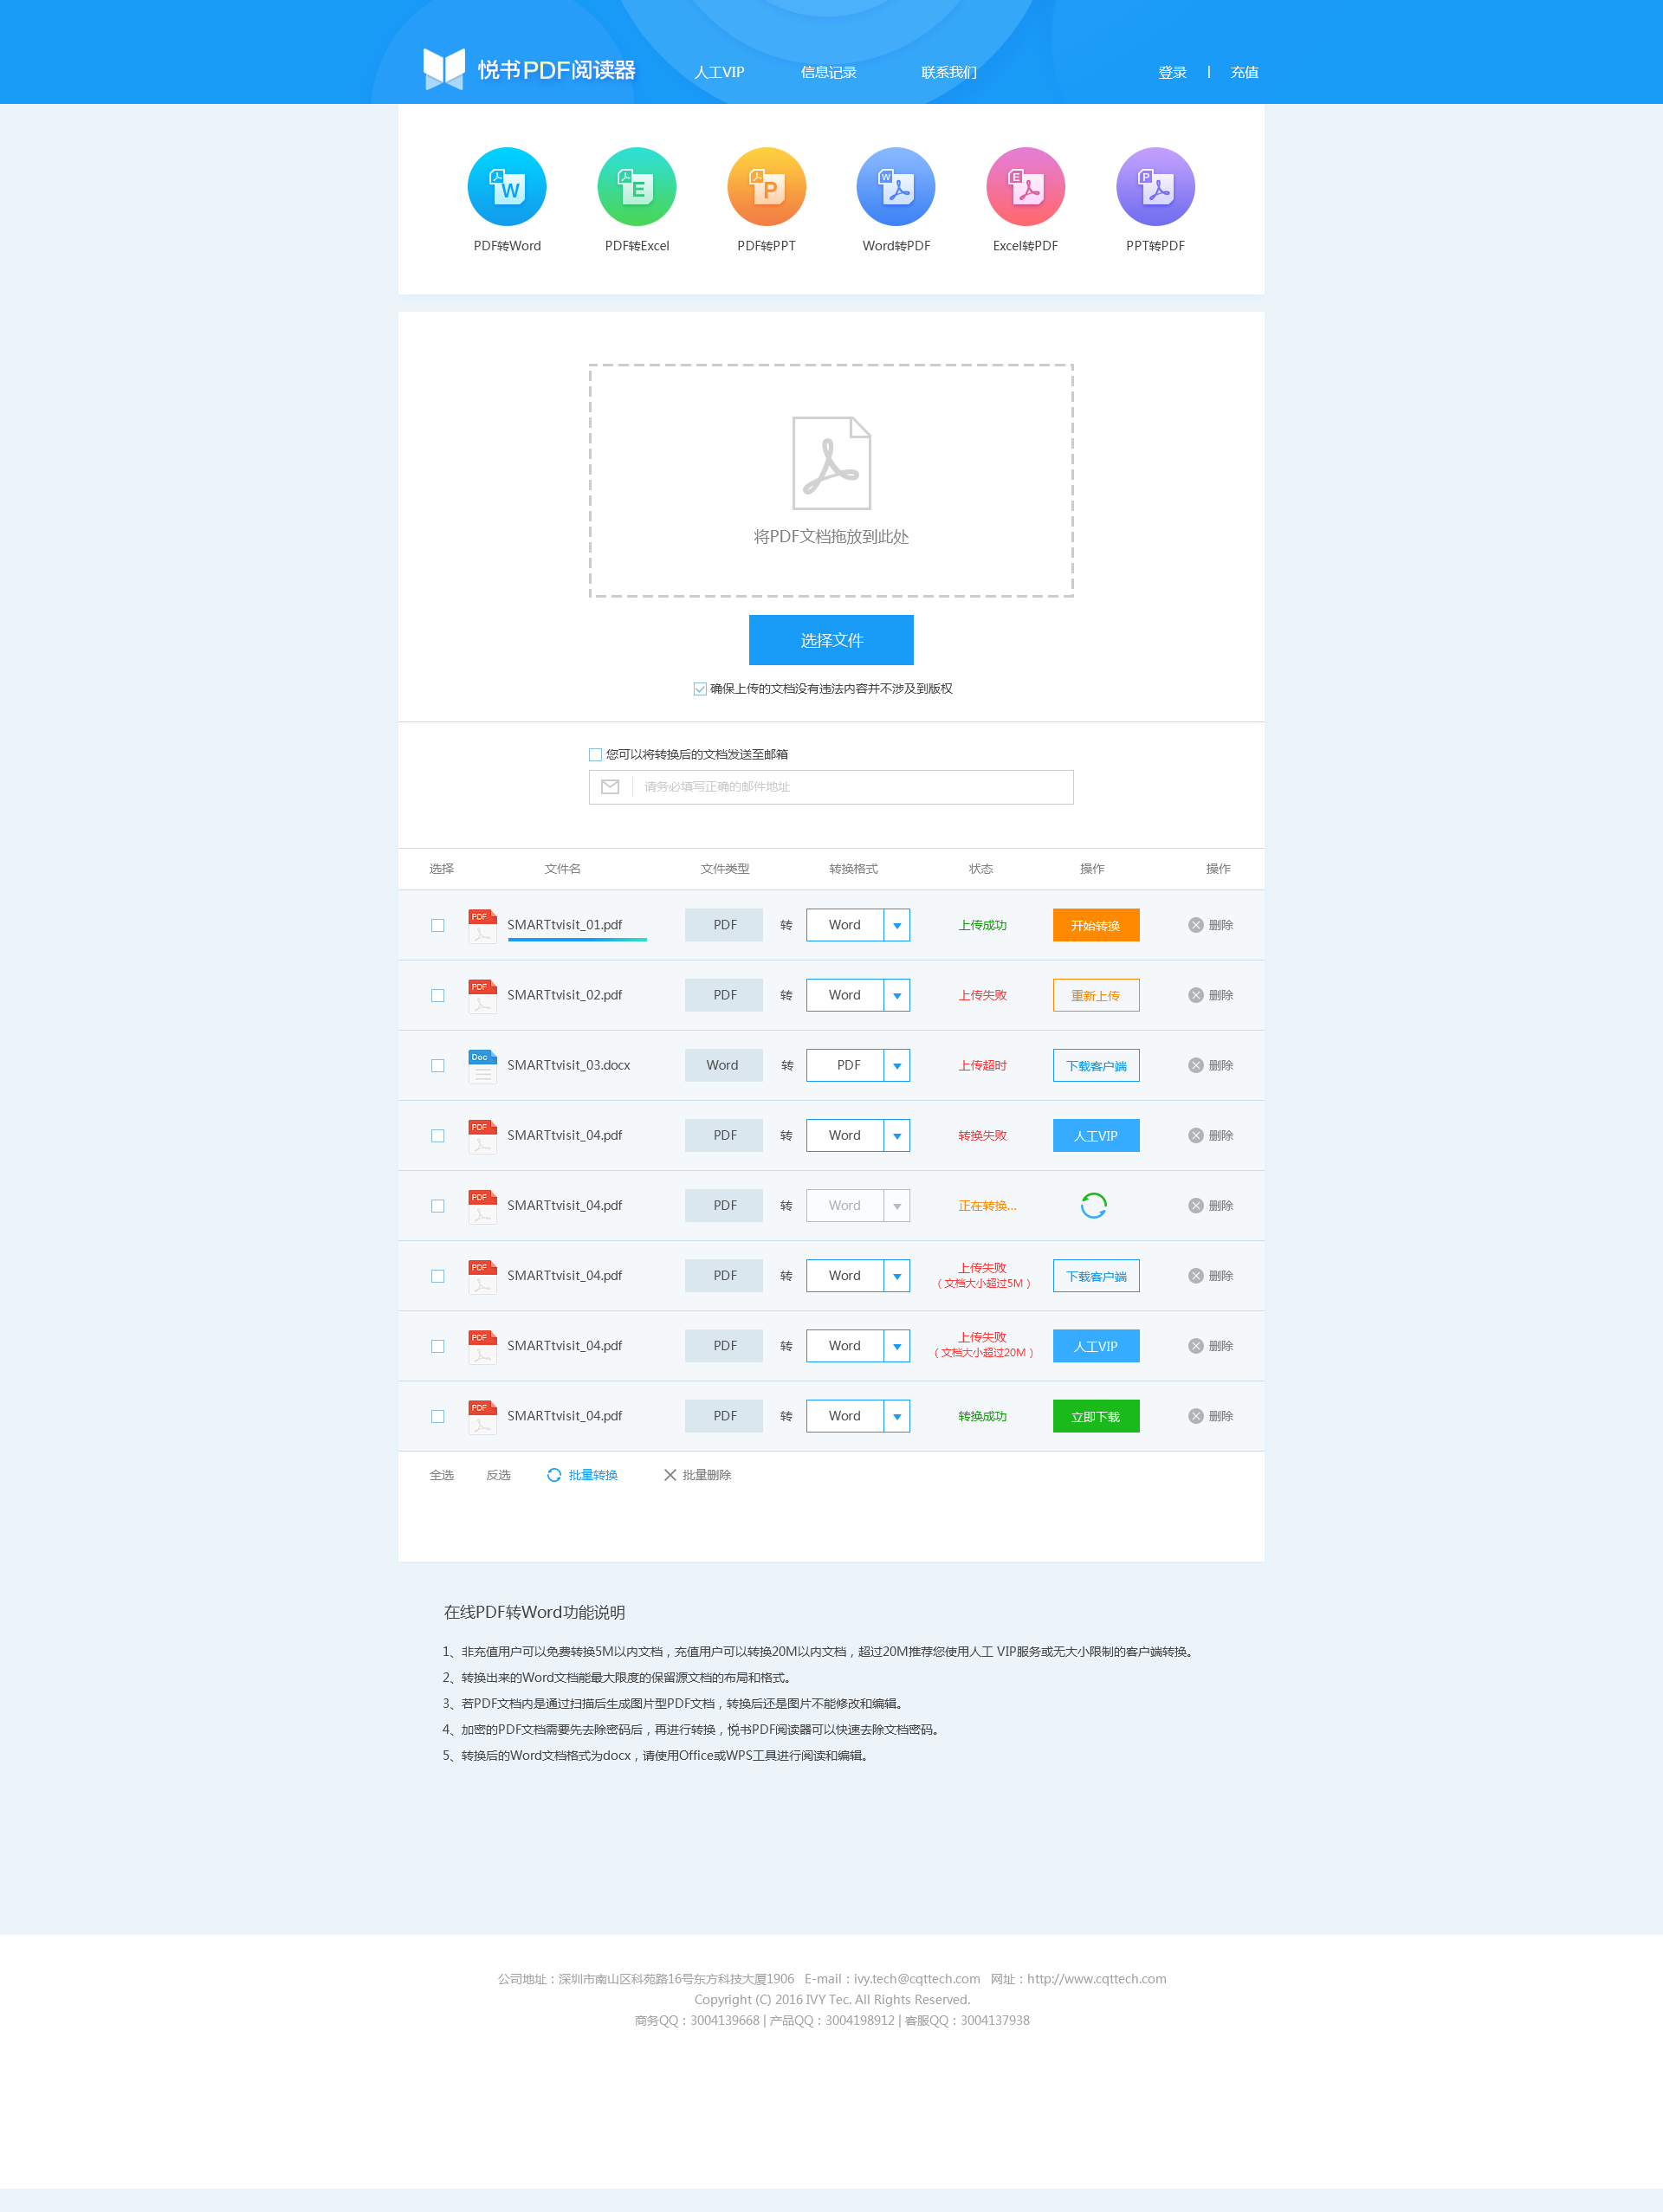 悦书PDF阅读器 人工VIP 信息记录 联系我们 登录 | 充值
W E P W E P
PDF转Word PDF转Excel PDF转PPT Word转PDF Excel转PDF PPT转PDF
将PDF文档拖放到此处
选择文件
确保上传的文档没有违法内容并不涉及到版权
您可以将转换后的文档发送至邮箱
请务必填写正确的邮件地址
选择 文件名 文件类型 转换格式 状态 操作 操作
PDF SMARTtvisit_01.pdf PDF 转 Word 上传成功 开始转换 删除
PDF SMARTtvisit_02.pdf PDF 转 Word 上传失败 重新上传 删除
Doc SMARTtvisit_03.docx Word 转 PDF 上传超时 下载客户端 删除
PDF SMARTtvisit_04.pdf PDF 转 Word 转换失败 人工VIP 删除
PDF SMARTtvisit_04.pdf PDF 转 Word 正在转换... 删除
PDF SMARTtvisit_04.pdf PDF 转 Word 上传失败 下载客户端 删除
（文档大小超过5M）
PDF SMARTtvisit_04.pdf PDF 转 Word 上传失败 人工VIP 删除
（文档大小超过20M）
PDF SMARTtvisit_04.pdf PDF 转 Word 转换成功 立即下载 删除
全选 反选 批量转换 批量删除
在线PDF转Word功能说明
1、非充值用户可以免费转换5M以内文档，充值用户可以转换20M以内文档，超过20M推荐您使用人工 VIP服务或无大小限制的客户端转换。
2、转换出来的Word文档能最大限度的保留源文档的布局和格式。
3、若PDF文档内是通过扫描后生成图片型PDF文档，转换后还是图片不能修改和编辑。
4、加密的PDF文档需要先去除密码后，再进行转换，悦书PDF阅读器可以快速去除文档密码。
5、转换后的Word文档格式为docx，请使用Office或WPS工具进行阅读和编辑。
公司地址：深圳市南山区科苑路16号东方科技大厦1906 E-mail：ivy.tech@cqttech.com 网址：http://www.cqttech.com
Copyright (C) 2016 IVY Tec. All Rights Reserved.
商务QQ：3004139668 | 产品QQ：3004198912 | 客服QQ：3004137938